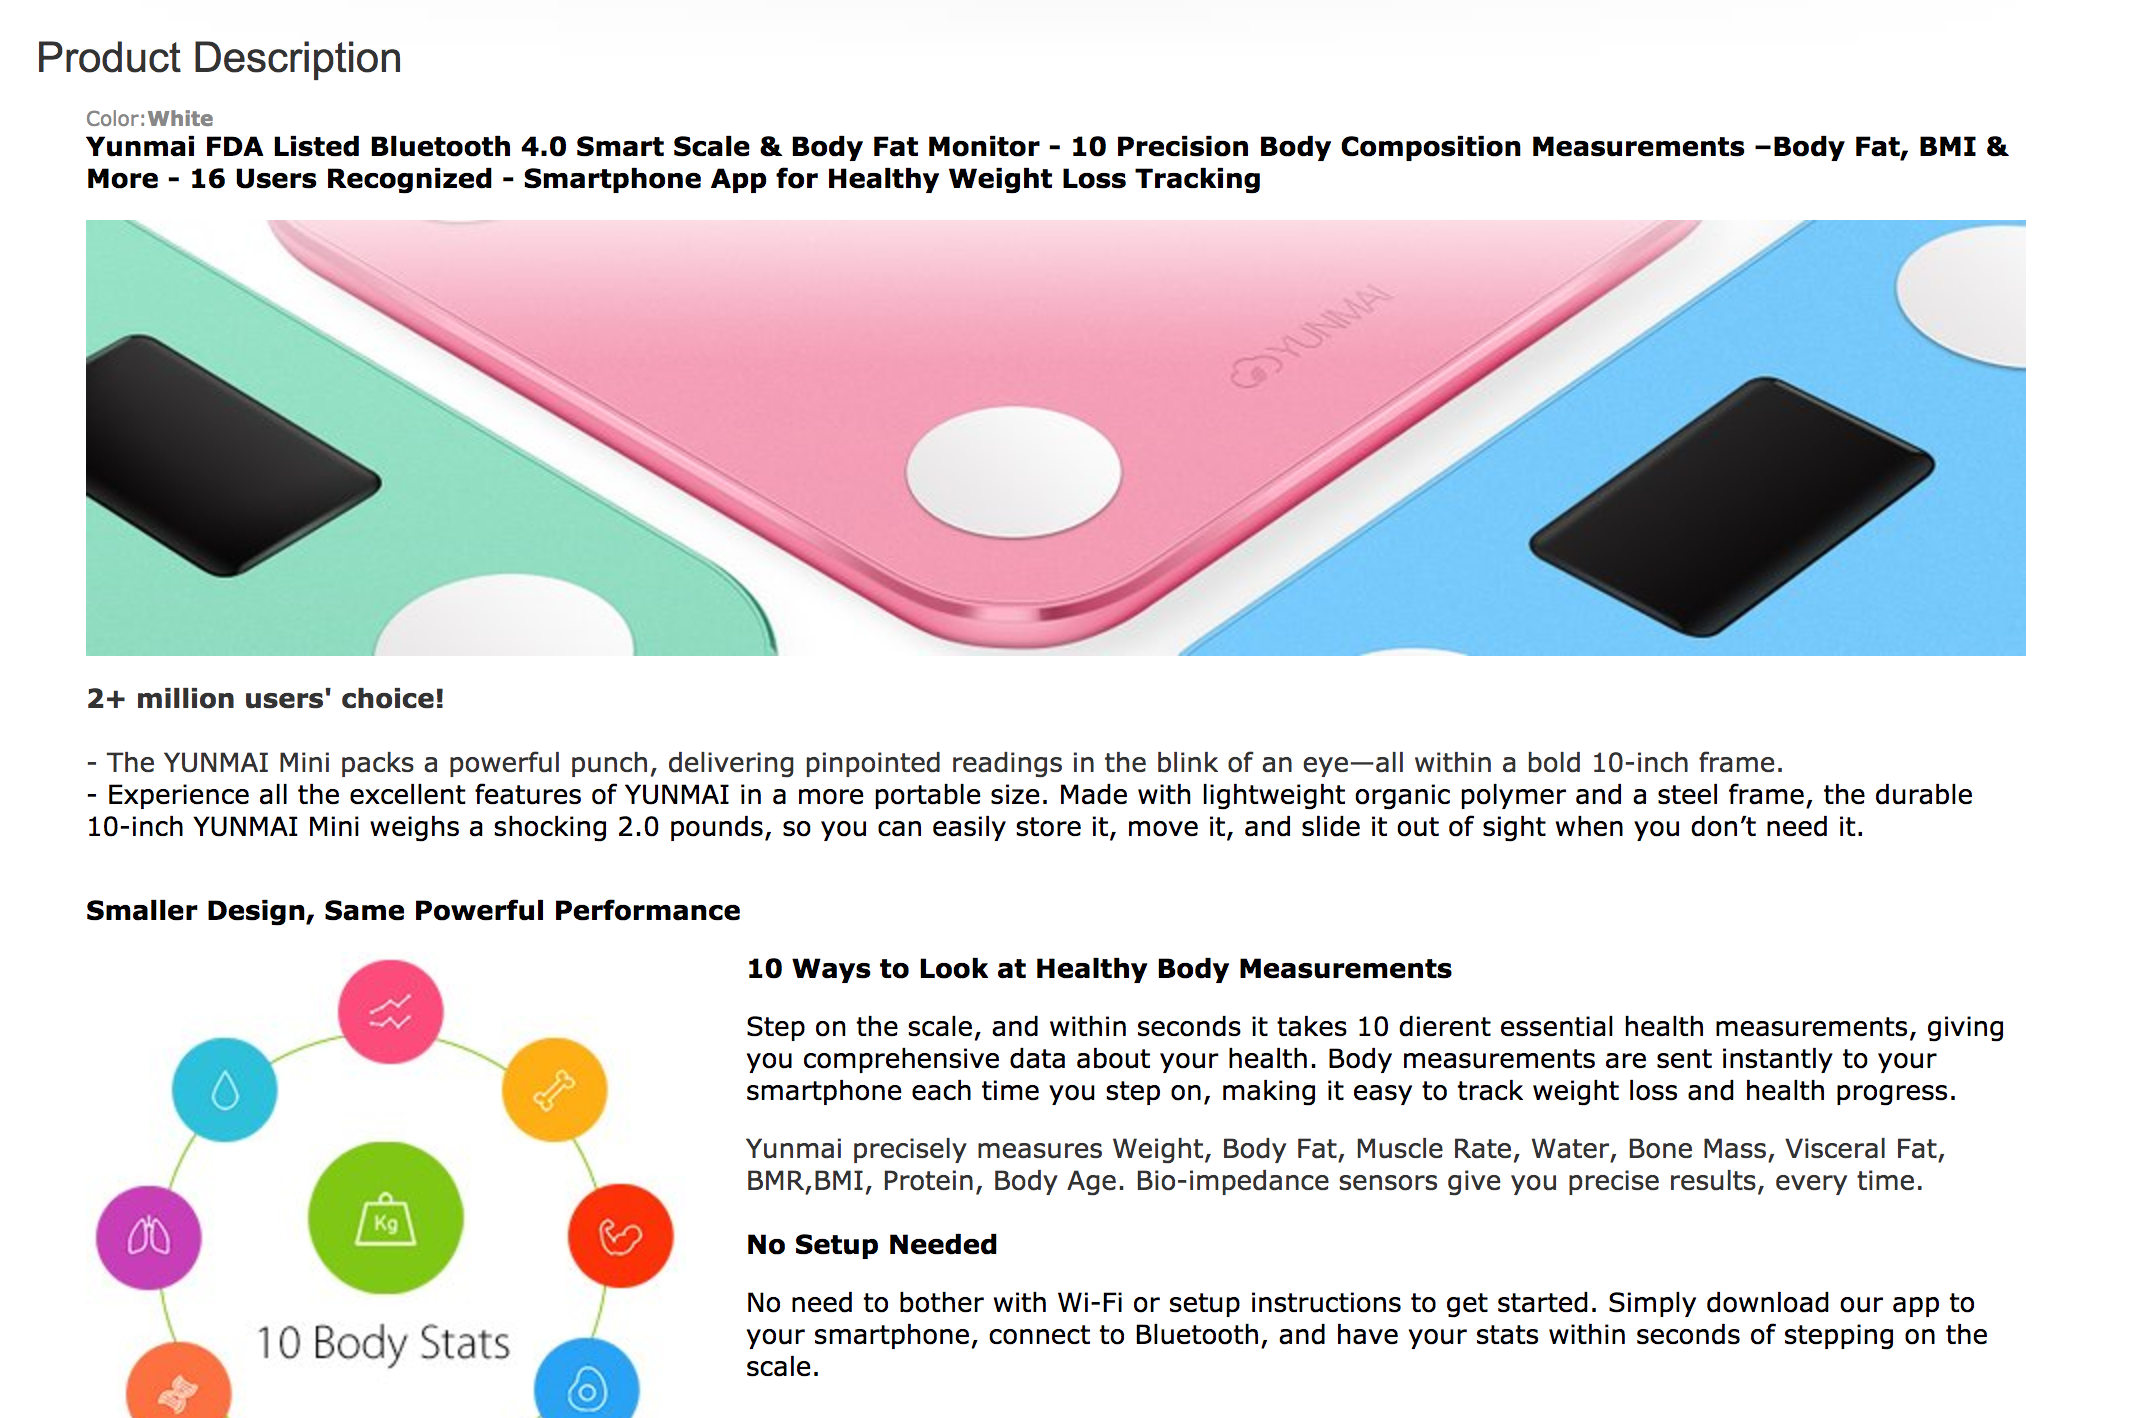 Product Description
Color:White
Yunmai FDA Listed Bluetooth 4.0 Smart Scale & Body Fat Monitor - 10 Precision Body Composition Measurements –Body Fat, BMI &
More - 16 Users Recognized - Smartphone App for Healthy Weight Loss Tracking
YUNMAI
2+ million users' choice!
- The YUNMAI Mini packs a powerful punch, delivering pinpointed readings in the blink of an eye—all within a bold 10-inch frame.
- Experience all the excellent features of YUNMAI in a more portable size. Made with lightweight organic polymer and a steel frame, the durable
10-inch YUNMAI Mini weighs a shocking 2.0 pounds, so you can easily store it, move it, and slide it out of sight when you don’t need it.
Smaller Design, Same Powerful Performance
10 Ways to Look at Healthy Body Measurements
Step on the scale, and within seconds it takes 10 dierent essential health measurements, giving
you comprehensive data about your health. Body measurements are sent instantly to your
smartphone each time you step on, making it easy to track weight loss and health progress.
Yunmai precisely measures Weight, Body Fat, Muscle Rate, Water, Bone Mass, Visceral Fat,
BMR,BMI, Protein, Body Age. Bio-impedance sensors give you precise results, every time.
No Setup Needed
No need to bother with Wi-Fi or setup instructions to get started. Simply download our app to
your smartphone, connect to Bluetooth, and have your stats within seconds of stepping on the
scale.
Kg
10 Body Stats